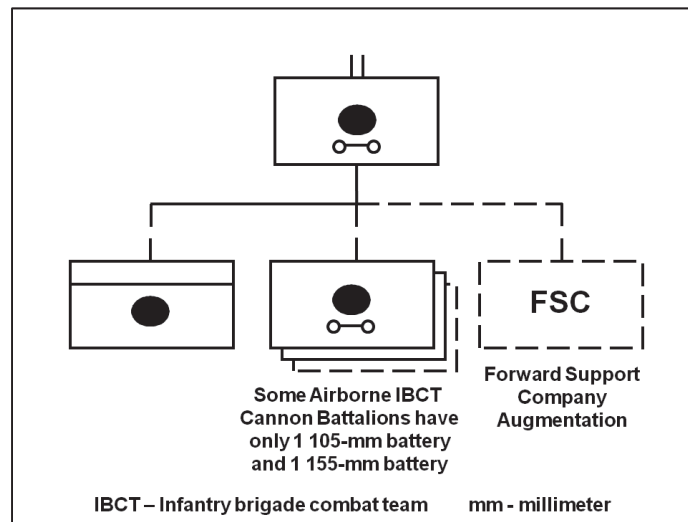 FSC
Forward Support
Company
Augmentation
Some Airborne IBCT
Cannon Battalions have
only 1 105-mm battery
and 1 155-mm battery
IBCT – Infantry brigade combat team mm - millimeter